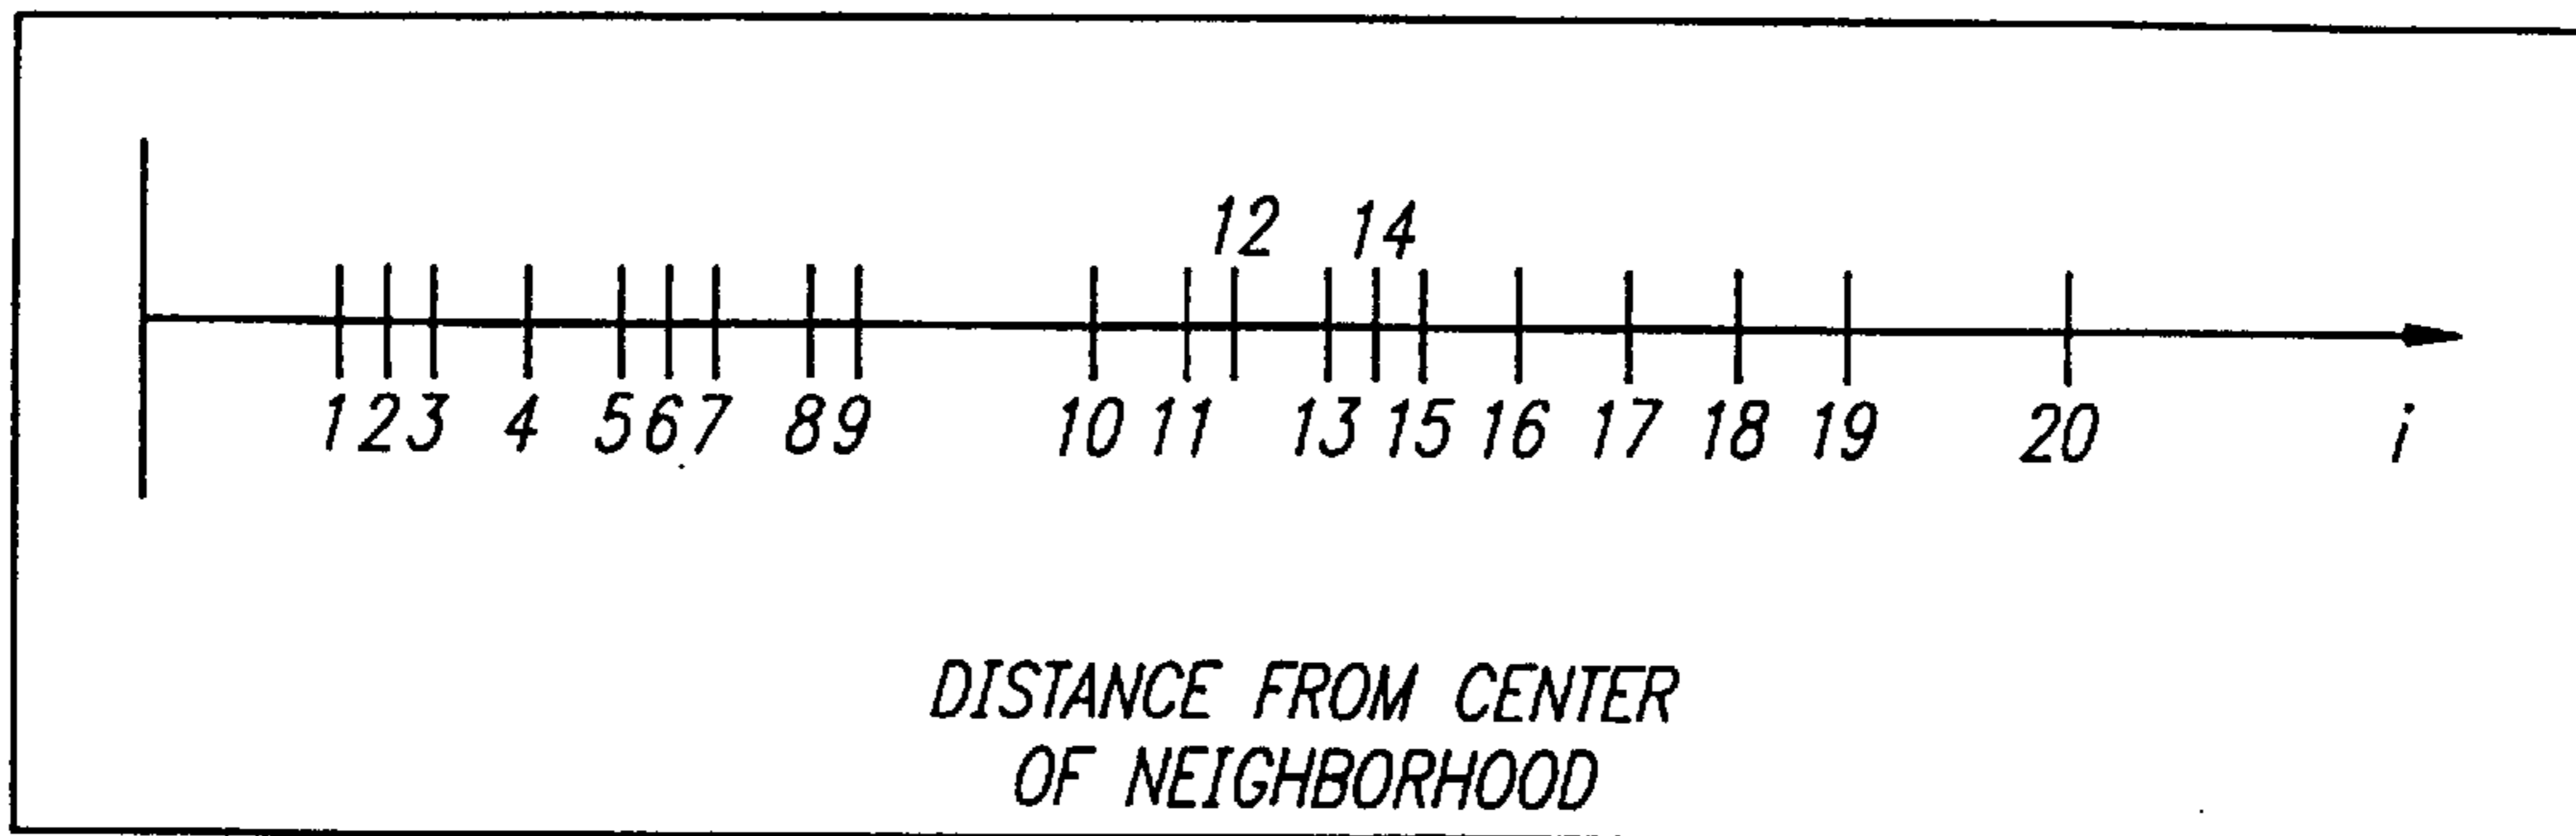 12 14
1 2 3 4 5 6 7 8 9 10 11 13 15 16 17 18 19 20 i
DISTANCE FROM CENTER
OF NEIGHBORHOOD